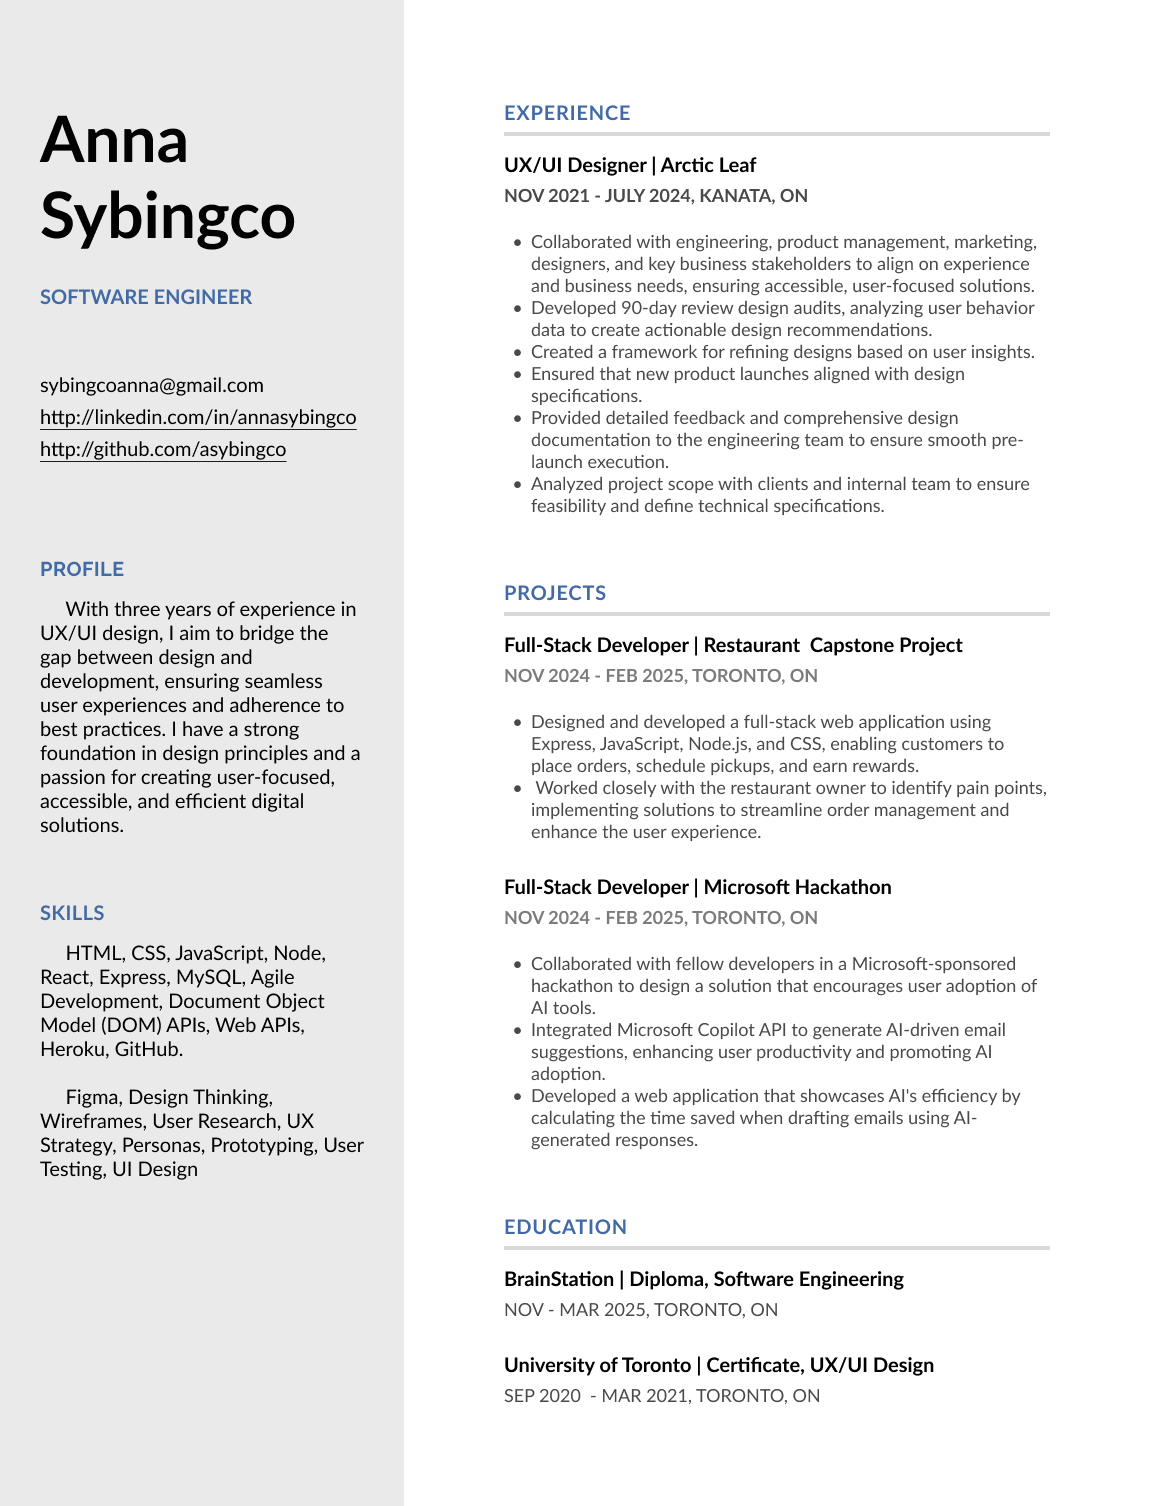 Anna
Sybingco
SOFTWARE ENGINEER
sybingcoanna@gmail.com
http://linkedin.com/in/annasybingco
http://github.com/asybingco
PROFILE
With three years of experience in
UX/UI design, I aim to bridge the
gap between design and
development, ensuring seamless
user experiences and adherence to
best practices. I have a strong
foundation in design principles and a
passion for creating user-focused,
accessible, and efficient digital
solutions.
SKILLS
HTML, CSS, JavaScript, Node,
React, Express, MySQL, Agile
Development, Document Object
Model (DOM) APIs, Web APIs,
Heroku, GitHub.
Figma, Design Thinking,
Wireframes, User Research, UX
Strategy, Personas, Prototyping, User
Testing, UI Design
EXPERIENCE
UX/UI Designer | Arctic Leaf
NOV 2021 - JULY 2024, KANATA, ON
• Collaborated with engineering, product management, marketing,
designers, and key business stakeholders to align on experience
and business needs, ensuring accessible, user-focused solutions.
• Developed 90-day review design audits, analyzing user behavior
data to create actionable design recommendations.
• Created a framework for refining designs based on user insights.
• Ensured that new product launches aligned with design
specifications.
• Provided detailed feedback and comprehensive design
documentation to the engineering team to ensure smooth pre-
launch execution.
• Analyzed project scope with clients and internal team to ensure
feasibility and define technical specifications.
PROJECTS
Full-Stack Developer | Restaurant  Capstone Project
NOV 2024 - FEB 2025, TORONTO, ON
• Designed and developed a full-stack web application using
Express, JavaScript, Node.js, and CSS, enabling customers to
place orders, schedule pickups, and earn rewards.
• Worked closely with the restaurant owner to identify pain points,
implementing solutions to streamline order management and
enhance the user experience.
Full-Stack Developer | Microsoft Hackathon
NOV 2024 - FEB 2025, TORONTO, ON
• Collaborated with fellow developers in a Microsoft-sponsored
hackathon to design a solution that encourages user adoption of
AI tools.
• Integrated Microsoft Copilot API to generate AI-driven email
suggestions, enhancing user productivity and promoting AI
adoption.
• Developed a web application that showcases AI's efficiency by
calculating the time saved when drafting emails using AI-
generated responses.
EDUCATION
BrainStation | Diploma, Software Engineering
NOV - MAR 2025, TORONTO, ON
University of Toronto | Certificate, UX/UI Design
SEP 2020  - MAR 2021, TORONTO, ON